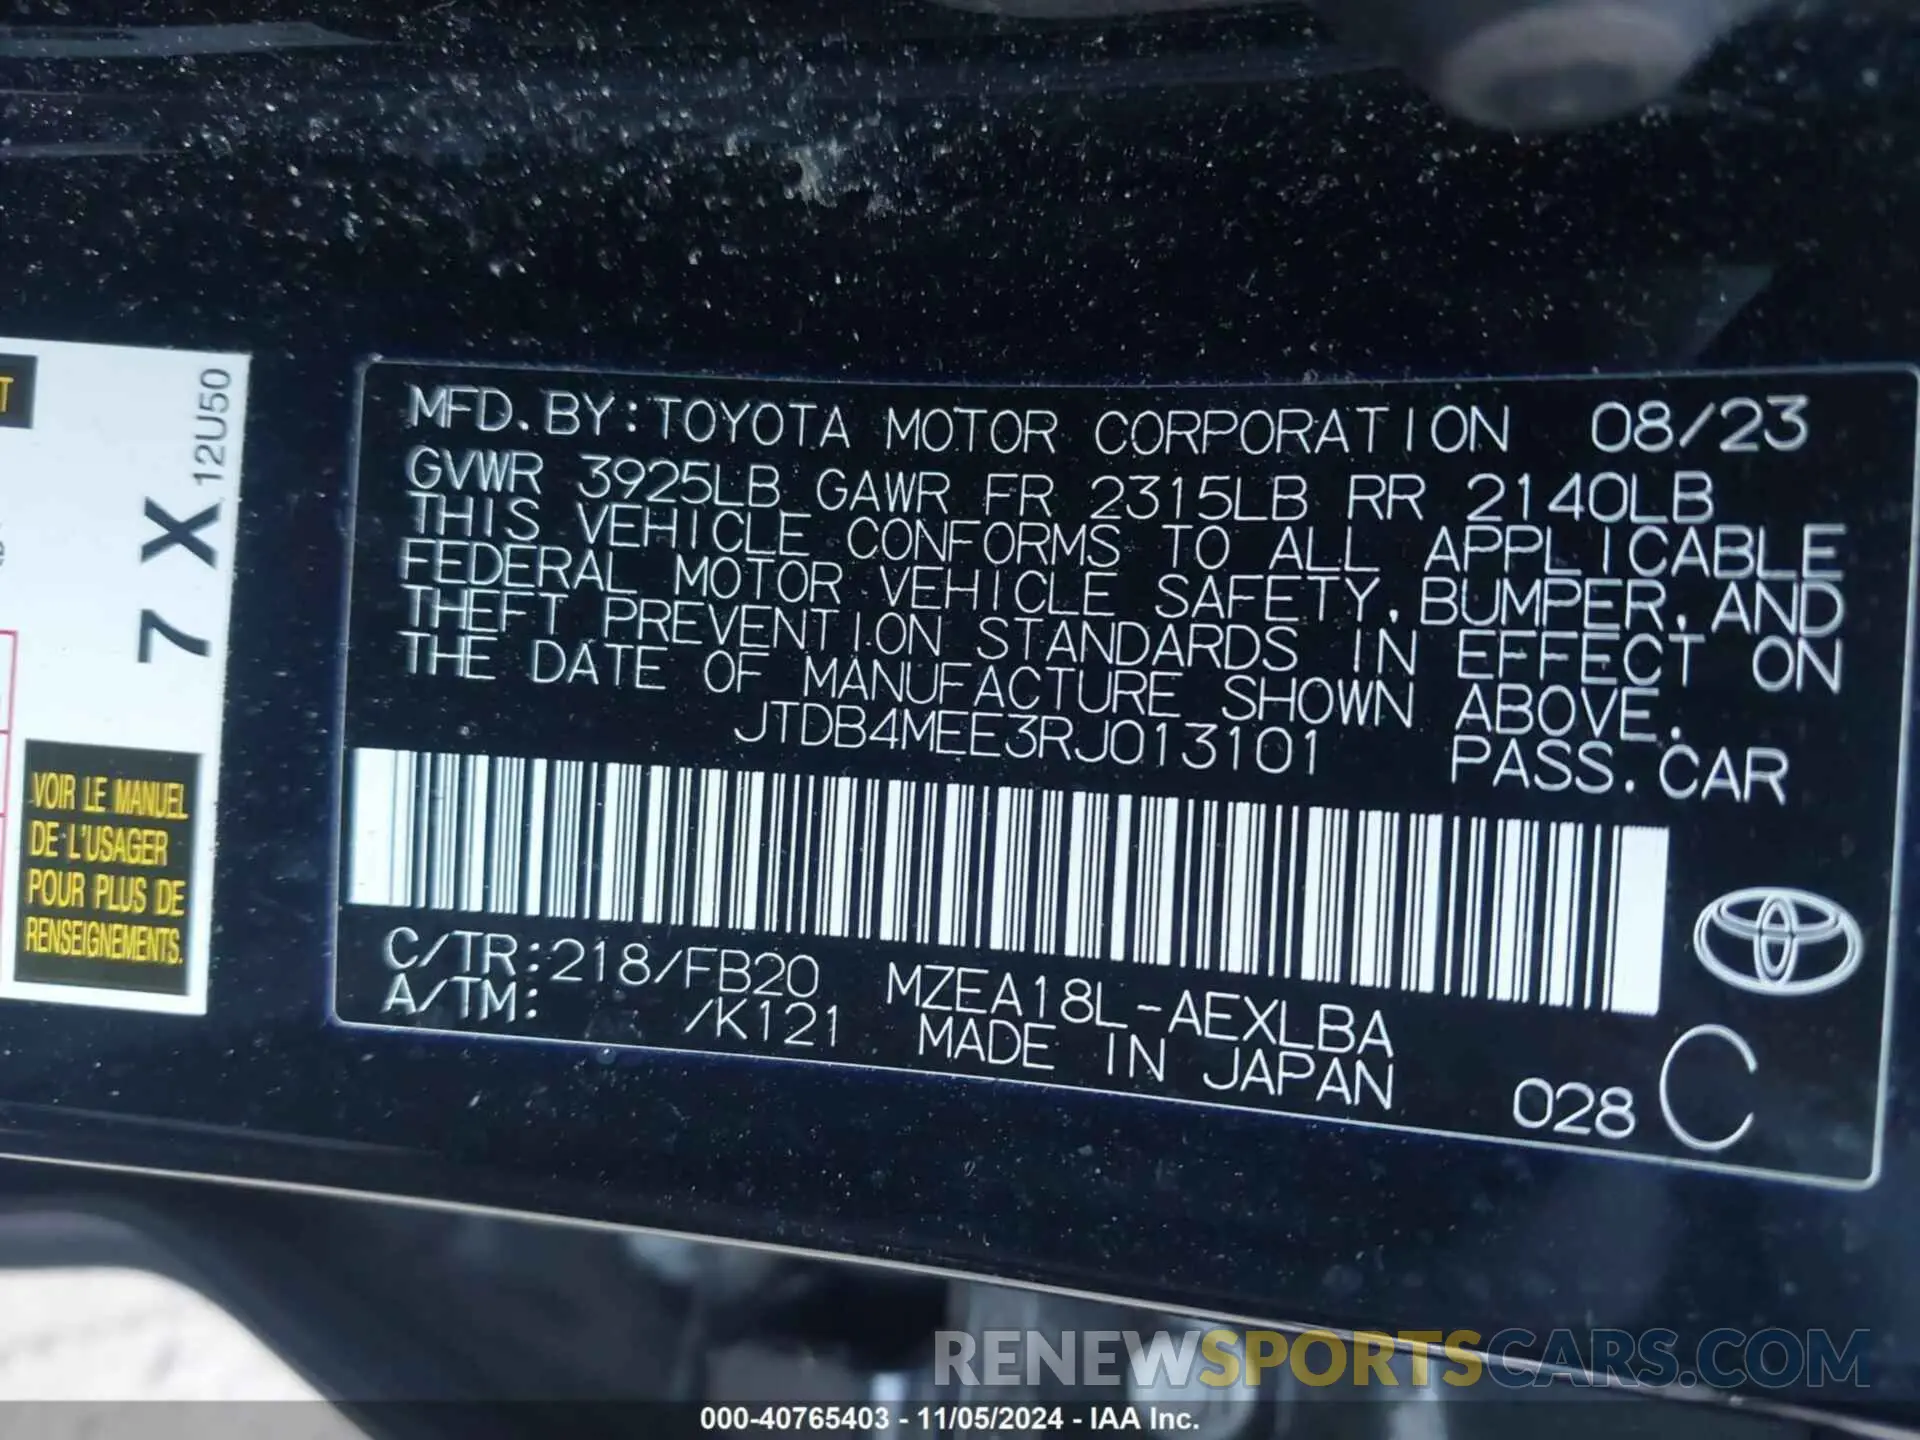 MFD. BY: TOYOTA MOTOR CORPORATION 08/23
GVWR 3925LB GAWR FR 2315LB RR 2140LB
THIS VEHICLE CONFORMS TO ALL APPLICABLE
FEDERAL MOTOR VEHICLE SAFETY, BUMPER, AND
THEFT PREVENTION STANDARDS IN EFFECT ON
THE DATE OF MANUFACTURE SHOWN ABOVE.
JTDB4MEE3RJ013101 PASS. CAR
C/TR: 218/FB20 MZEA18L-AEXLBA
A/TM: /K121 MADE IN JAPAN
028 C
7 X 12U50
VOIR LE MANUEL
DE L'USAGER
POUR PLUS DE
RENSEIGNEMENTS.
RENEWSPORTSCARS.COM
000-40765403 - 11/05/2024 - IAA Inc.